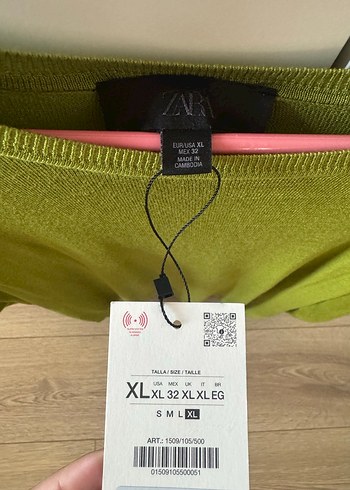 ZARA
EUR/USA XL
MEX 32
MADE IN
CAMBODIA
TALLA / SIZE / TAILLE
USA MEX UK IT BR
XL XL 32 XL XL EG
S M L XL
ART.: 1509/105/500
01509105500051